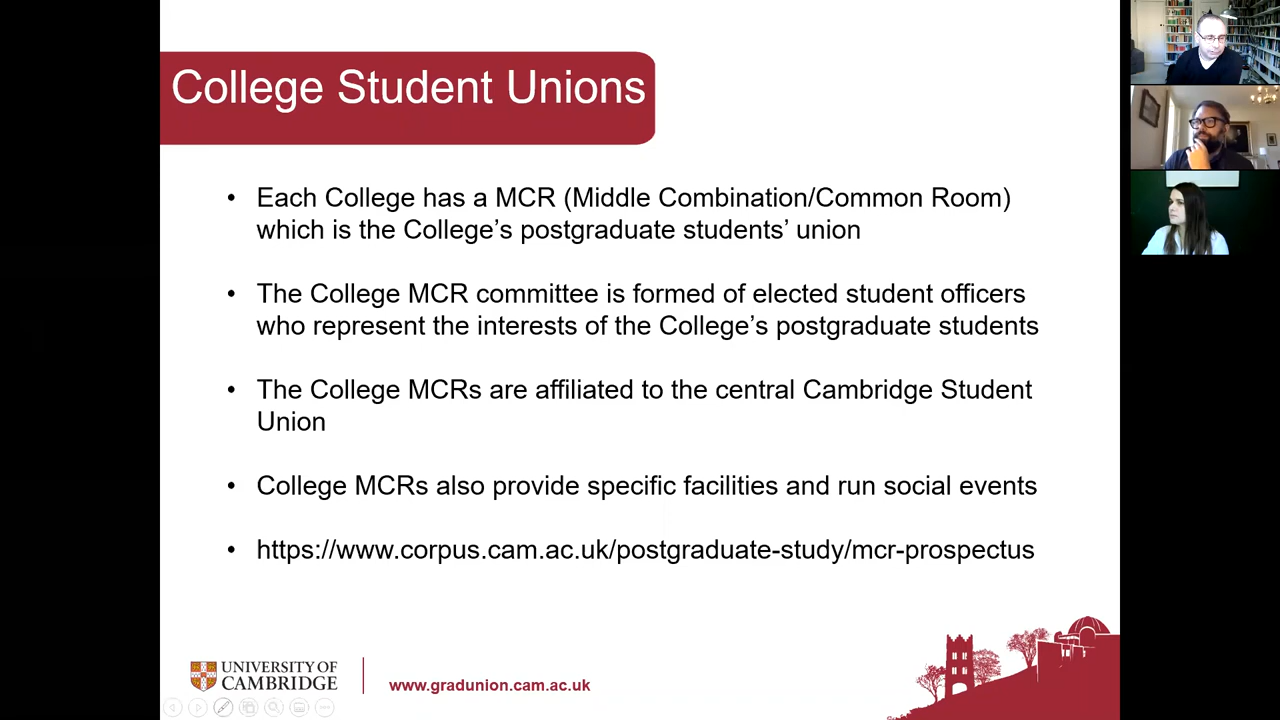 College Student Unions
• Each College has a MCR (Middle Combination/Common Room)
which is the College’s postgraduate students’ union
• The College MCR committee is formed of elected student officers
who represent the interests of the College’s postgraduate students
• The College MCRs are affiliated to the central Cambridge Student
Union
• College MCRs also provide specific facilities and run social events
• https://www.corpus.cam.ac.uk/postgraduate-study/mcr-prospectus
UNIVERSITY OF
CAMBRIDGE
www.gradunion.cam.ac.uk